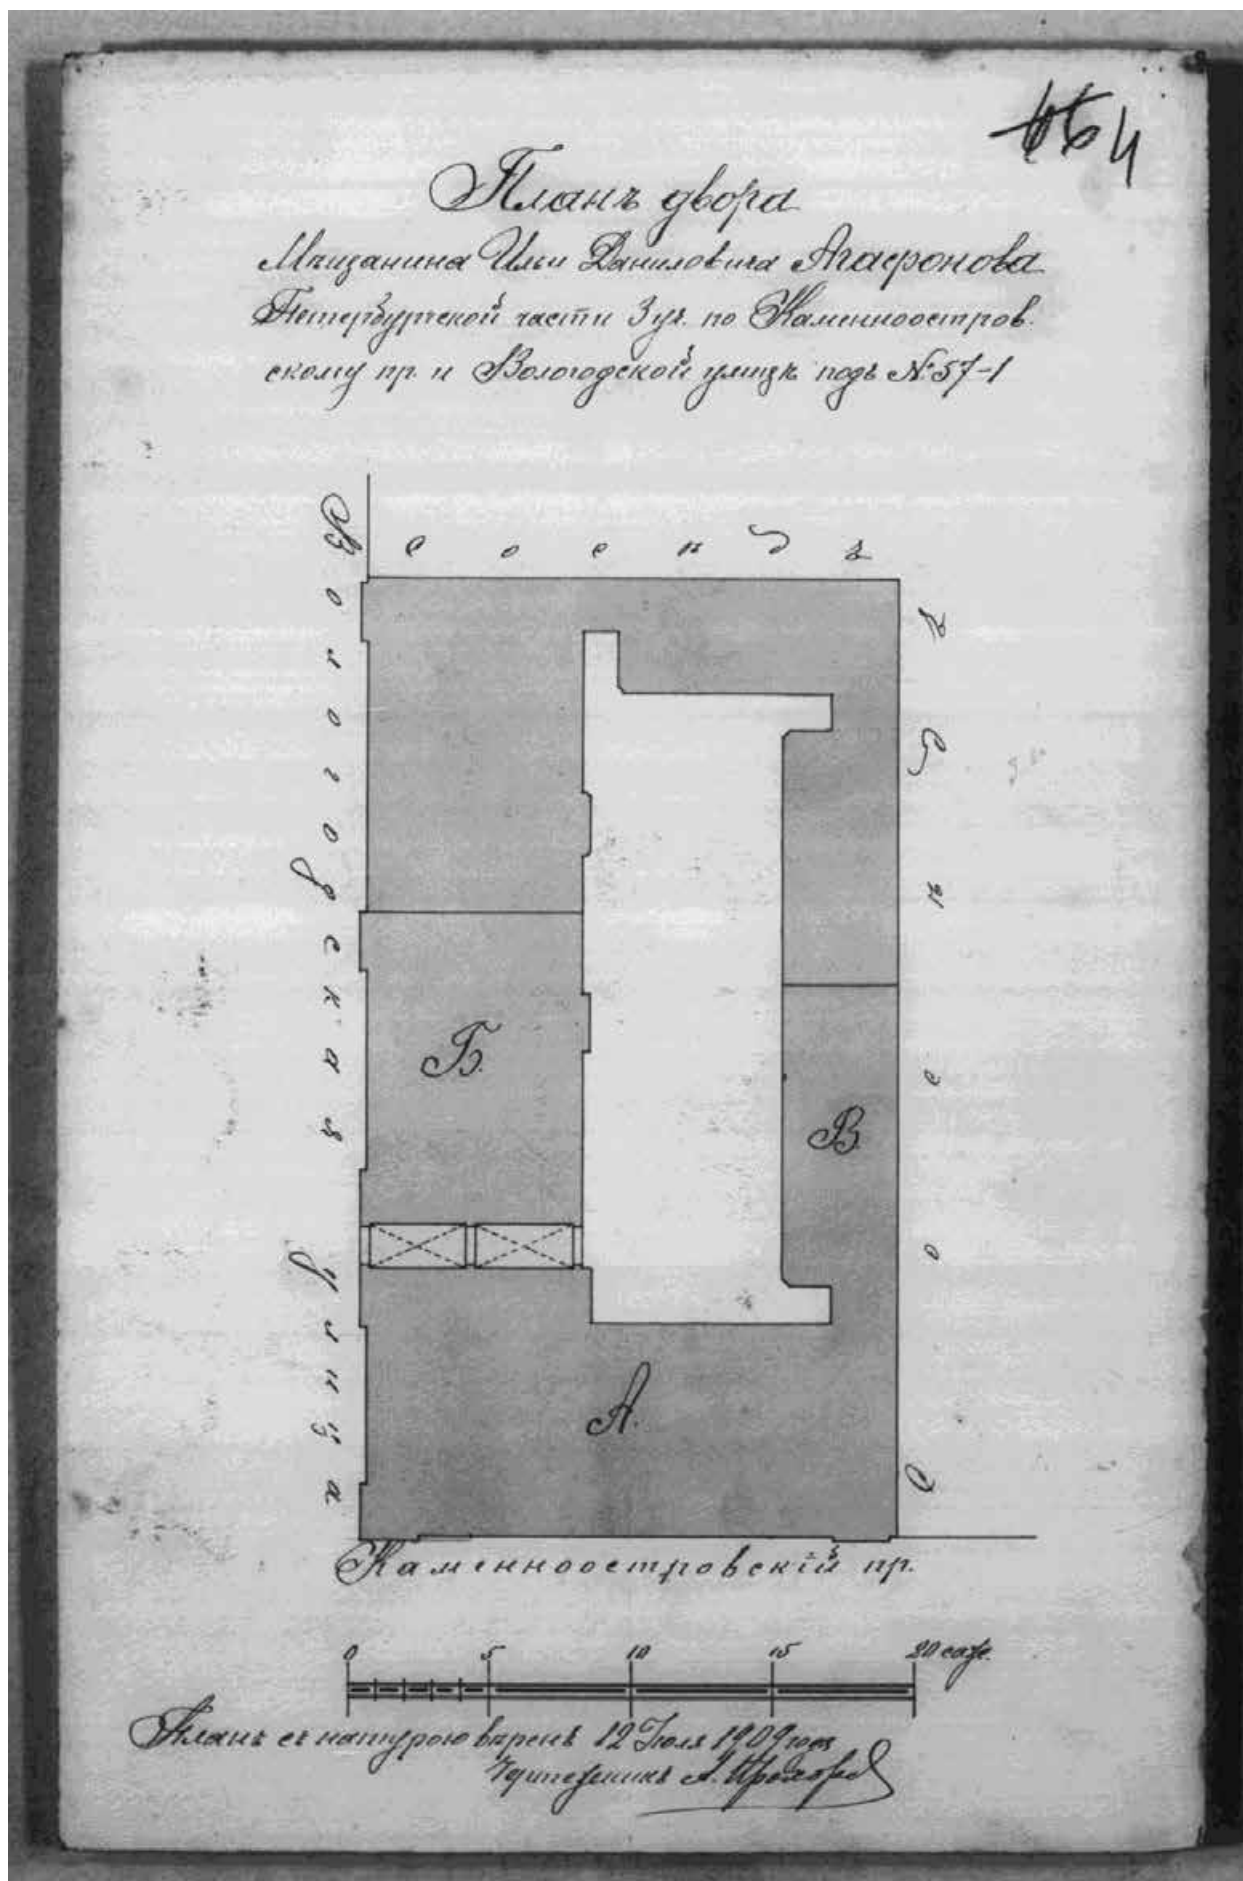 4
Планъ двора
Мѣщанина Ильи Даниловича Агафонова
Петербургской части 3 уч. по Каменноостров.
скому пр. и Вологодской улицѣ подъ № 57-1
Сосѣдъ
Вологодская улица
Сосѣдъ
Б.
В.
А.
Каменноостровскій пр.
0 5 10 15 20 саж.
Планъ съ натурою вѣренъ 12 Іюля 1909 года
А.